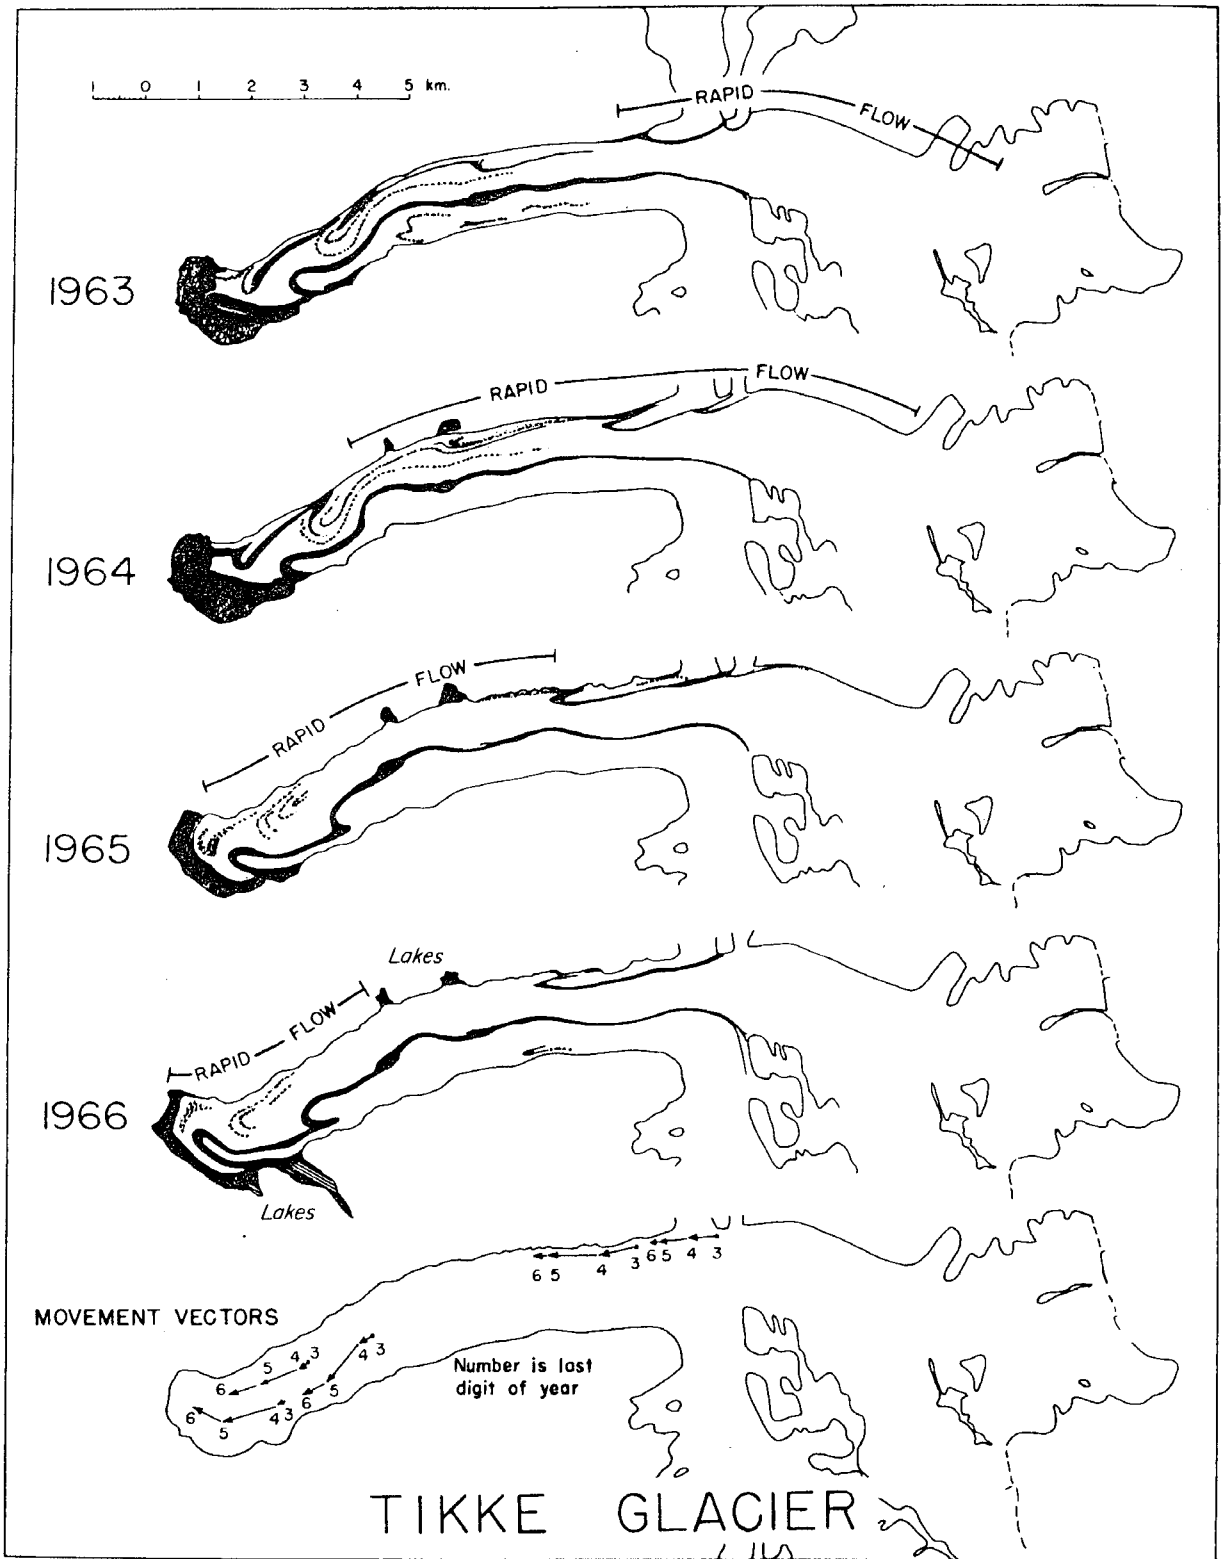 1 0 1 2 3 4 5 km.
RAPID FLOW
1963
RAPID FLOW
1964
FLOW
RAPID
1965
Lakes
FLOW
RAPID
1966
Lakes
6 5 4 3 6 5 4 3
MOVEMENT VECTORS
5 4 3 4 3
6 6 5
6 5 4 3
Number is last
digit of year
TIKKE GLACIER